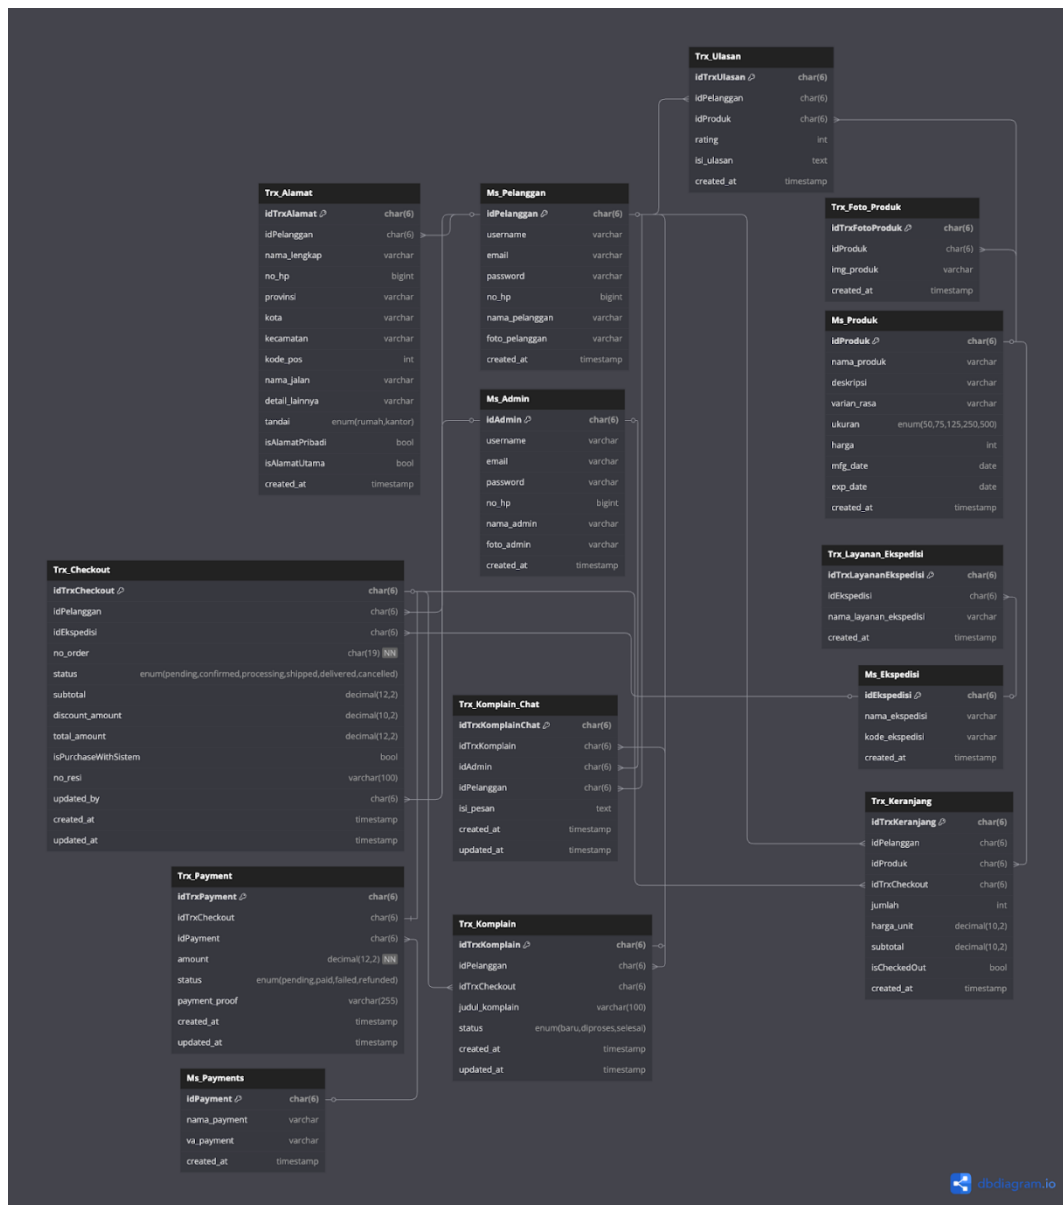 Trx_Ulasan
idTrxUlasan char(6)
idPelanggan char(6)
idProduk char(6)
rating int
isi_ulasan text
created_at timestamp
Trx_Alamat
idTrxAlamat char(6)
idPelanggan char(6)
nama_lengkap varchar
no_hp bigint
provinsi varchar
kota varchar
kecamatan varchar
kode_pos int
nama_jalan varchar
detail_lainnya varchar
tandai enum(rumah,kantor)
isAlamatPribadi bool
isAlamatUtama bool
created_at timestamp
Ms_Pelanggan
idPelanggan char(6)
username varchar
email varchar
password varchar
no_hp bigint
nama_pelanggan varchar
foto_pelanggan varchar
created_at timestamp
Trx_Foto_Produk
idTrxFotoProduk char(6)
idProduk char(6)
img_produk varchar
created_at timestamp
Ms_Produk
idProduk char(6)
nama_produk varchar
deskripsi varchar
varian_rasa varchar
ukuran enum(50,75,125,250,500)
harga int
mfg_date date
exp_date date
created_at timestamp
Ms_Admin
idAdmin char(6)
username varchar
email varchar
password varchar
no_hp bigint
nama_admin varchar
foto_admin varchar
created_at timestamp
Trx_Layanan_Ekspedisi
idTrxLayananEkspedisi char(6)
idEkspedisi char(6)
nama_layanan_ekspedisi varchar
created_at timestamp
Trx_Checkout
idTrxCheckout char(6)
idPelanggan char(6)
idEkspedisi char(6)
no_order char(19) NN
status enum(pending,confirmed,processing,shipped,delivered,cancelled)
subtotal decimal(12,2)
discount_amount decimal(10,2)
total_amount decimal(12,2)
isPurchaseWithSistem bool
no_resi varchar(100)
updated_by char(6)
created_at timestamp
updated_at timestamp
Ms_Ekspedisi
idEkspedisi char(6)
nama_ekspedisi varchar
kode_ekspedisi varchar
created_at timestamp
Trx_Komplain_Chat
idTrxKomplainChat char(6)
idTrxKomplain char(6)
idAdmin char(6)
idPelanggan char(6)
isi_pesan text
created_at timestamp
updated_at timestamp
Trx_Keranjang
idTrxKeranjang char(6)
idPelanggan char(6)
idProduk char(6)
idTrxCheckout char(6)
jumlah int
harga_unit decimal(10,2)
subtotal decimal(10,2)
isCheckedOut bool
created_at timestamp
Trx_Payment
idTrxPayment char(6)
idTrxCheckout char(6)
idPayment char(6)
amount decimal(12,2) NN
status enum(pending,paid,failed,refunded)
payment_proof varchar(255)
created_at timestamp
updated_at timestamp
Trx_Komplain
idTrxKomplain char(6)
idPelanggan char(6)
idTrxCheckout char(6)
judul_komplain varchar(100)
status enum(baru,diproses,selesai)
created_at timestamp
updated_at timestamp
Ms_Payments
idPayment char(6)
nama_payment varchar
va_payment varchar
created_at timestamp
dbdiagram.io